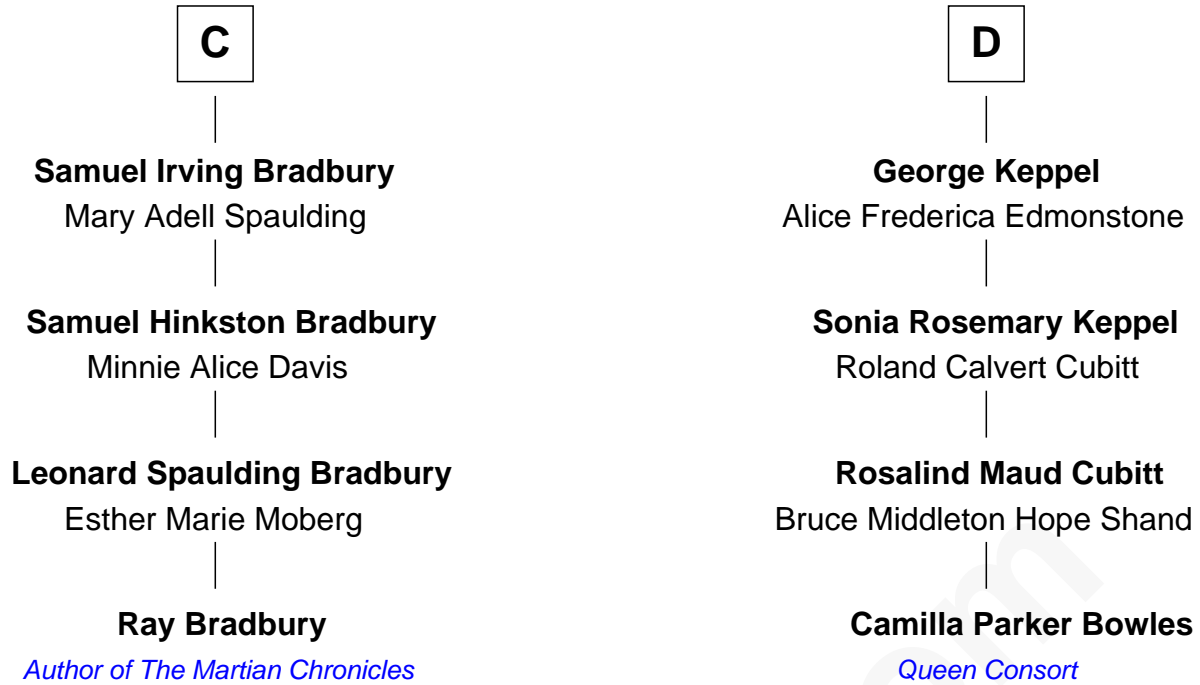 C
Samuel Irving Bradbury
Mary Adell Spaulding
Samuel Hinkston Bradbury
Minnie Alice Davis
Leonard Spaulding Bradbury
Esther Marie Moberg
Ray Bradbury
Author of The Martian Chronicles
D
George Keppel
Alice Frederica Edmonstone
Sonia Rosemary Keppel
Roland Calvert Cubitt
Rosalind Maud Cubitt
Bruce Middleton Hope Shand
Camilla Parker Bowles
Queen Consort